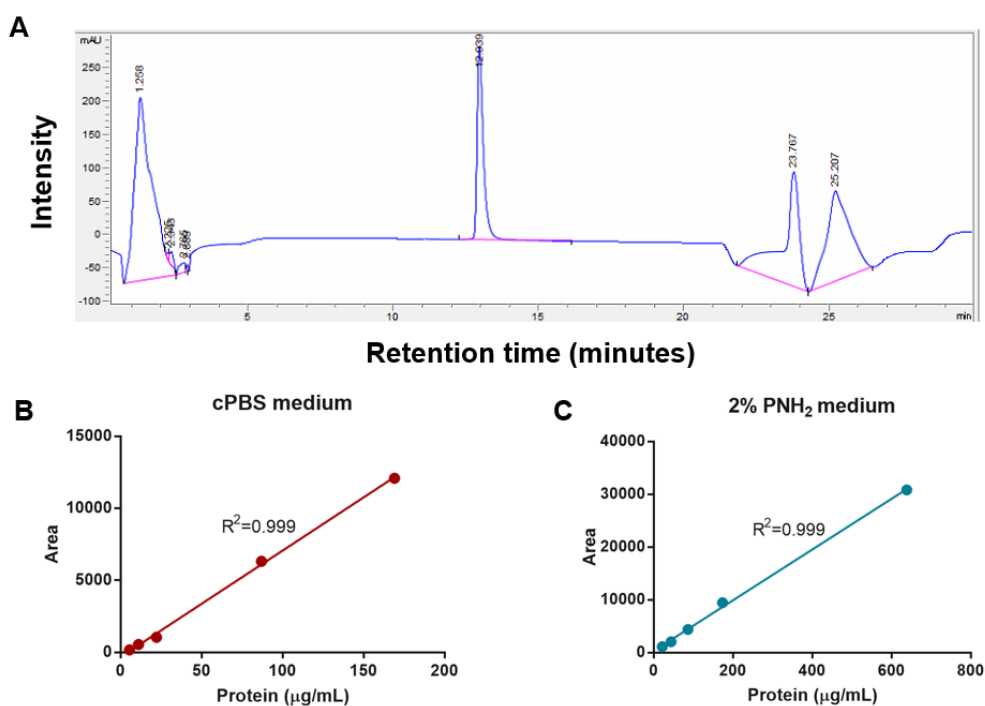 A
mAU
Intensity
250
200
150
100
50
0
-50
-100
1.258
12.939
23.767
25.207
5
10
15
20
25
min
Retention time (minutes)
B
cPBS medium
15000
10000
5000
0
Area
R²=0.999
0
50
100
150
200
Protein (μg/mL)
C
2% PNH₂ medium
40000
30000
20000
10000
0
Area
R²=0.999
0
200
400
600
800
Protein (μg/mL)